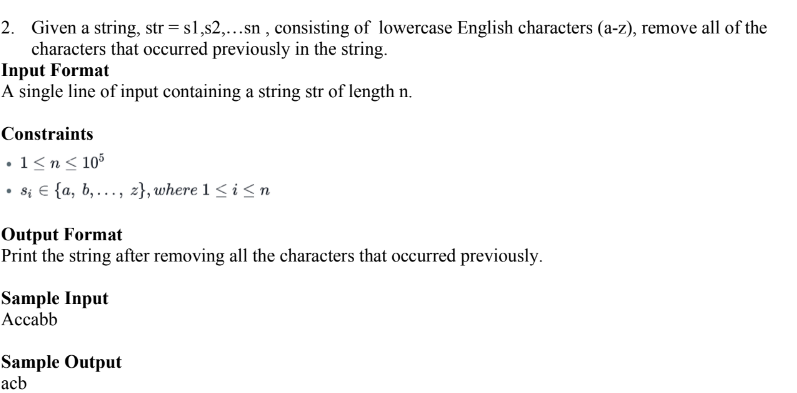 2. Given a string, str = s1,s2,...sn , consisting of lowercase English characters (a-z), remove all of the
characters that occurred previously in the string.
Input Format
A single line of input containing a string str of length n.
Constraints
• 1 ≤ n ≤ 10⁵
• sᵢ ∈ {a, b, . . . , z}, where 1 ≤ i ≤ n
Output Format
Print the string after removing all the characters that occurred previously.
Sample Input
Accabb
Sample Output
acb